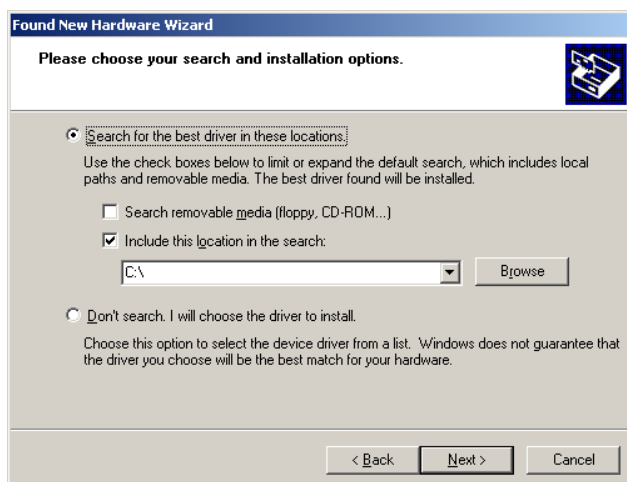 Found New Hardware Wizard
Please choose your search and installation options.
Search for the best driver in these locations.
Use the check boxes below to limit or expand the default search, which includes local
paths and removable media. The best driver found will be installed.
Search removable media (floppy, CD-ROM...)
Include this location in the search:
C:\
Browse
Don't search. I will choose the driver to install.
Choose this option to select the device driver from a list. Windows does not guarantee that
the driver you choose will be the best match for your hardware.
< Back
Next >
Cancel